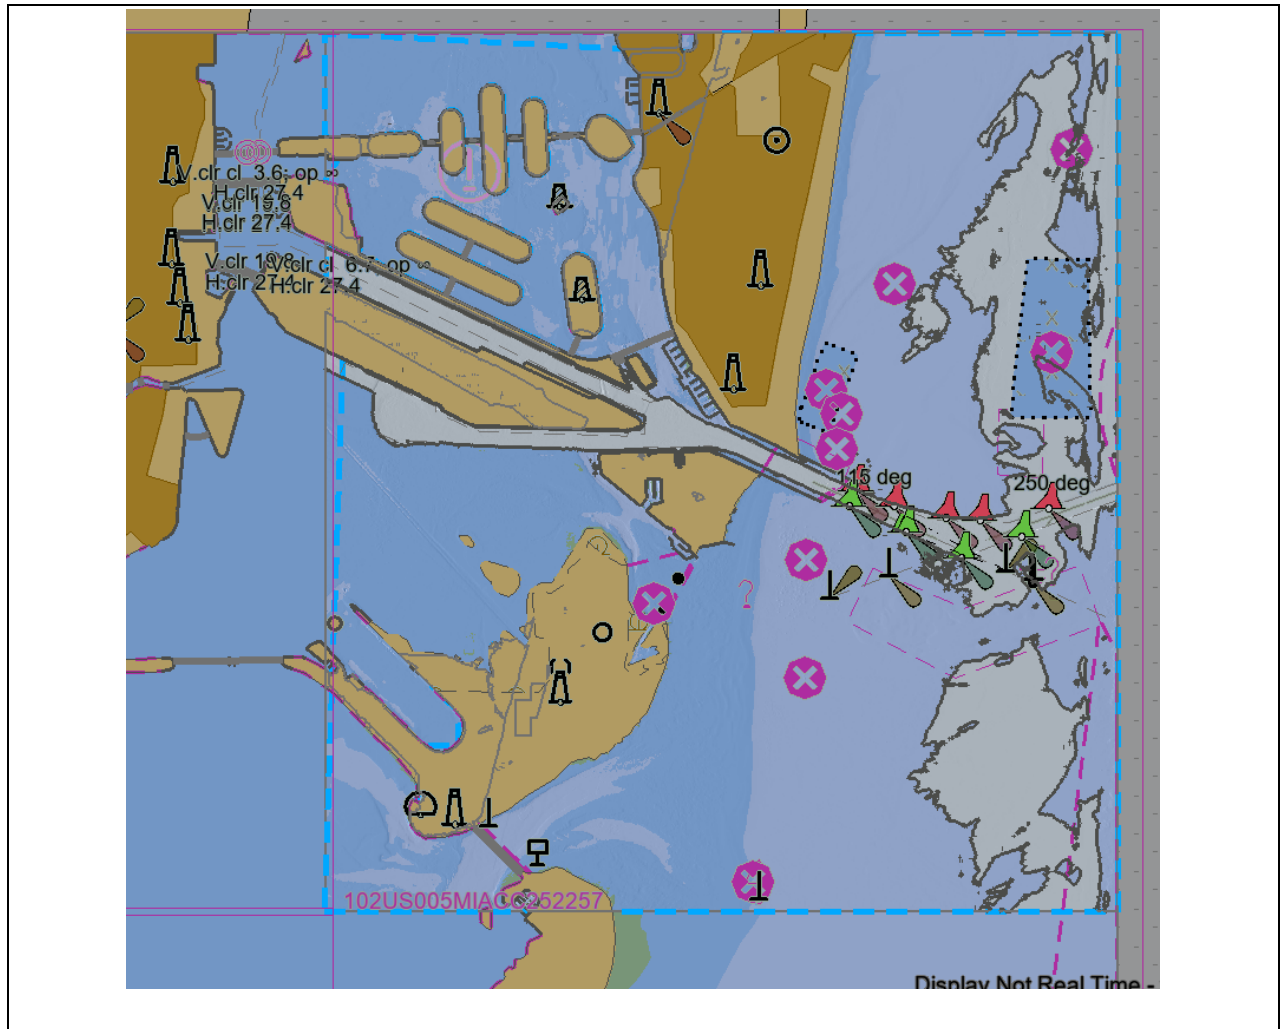 V.clr cl 3.6; op ∞
H.clr 27.4
V.clr 19.8
H.clr 27.4
V.clr 19.8
V.clr cl 6.7; op ∞
H.clr 27.4
H.clr 27.4
115 deg
250 deg
?
102US005MIACC252257
Display Not Real Time -